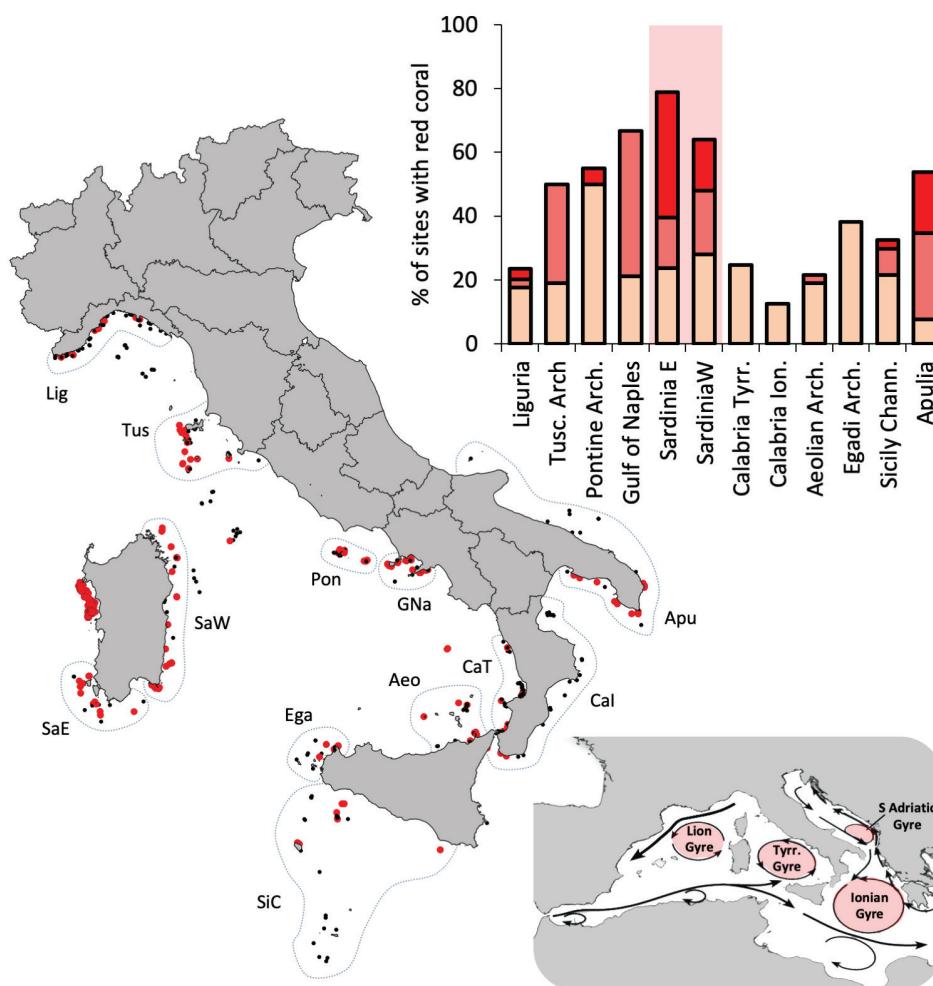 % of sites with red coral
100
80
60
40
20
0
Liguria
Tusc. Arch
Pontine Arch.
Gulf of Naples
Sardinia E
SardiniaW
Calabria Tyrr.
Calabria Ion.
Aeolian Arch.
Egadi Arch.
Sicily Chann.
Apulia
Lig
Tus
Pon
GNa
SaW
SaE
Apu
CaT
Aeo
Cal
Ega
SiC
S Adriatic
Gyre
Lion
Gyre
Tyrr.
Gyre
Ionian
Gyre